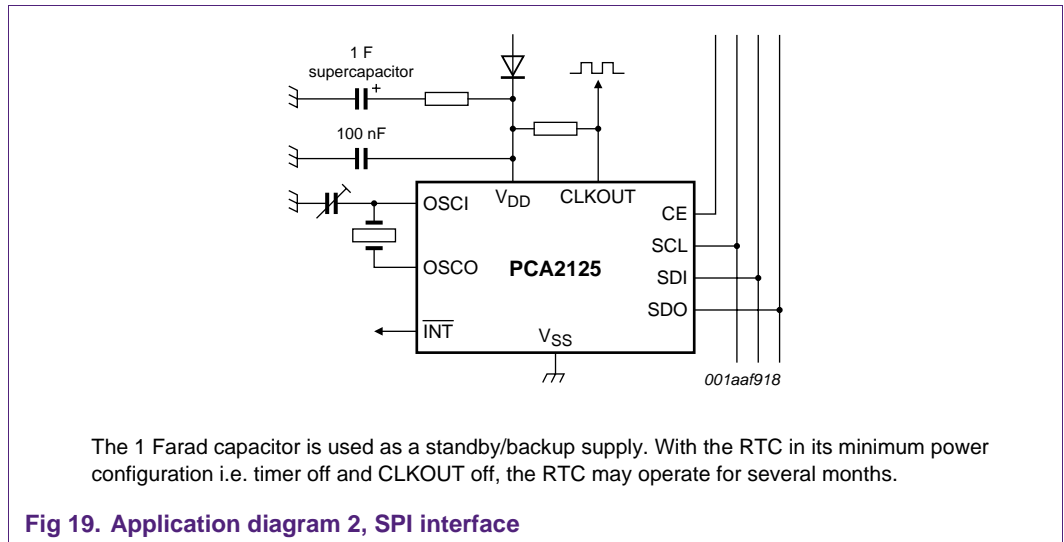 1 F
supercapacitor
+
100 nF
OSCI
VDD
CLKOUT
CE
SCL
OSCO
PCA2125
SDI
SDO
INT
VSS
001aaf918
The 1 Farad capacitor is used as a standby/backup supply. With the RTC in its minimum power
configuration i.e. timer off and CLKOUT off, the RTC may operate for several months.
Fig 19. Application diagram 2, SPI interface